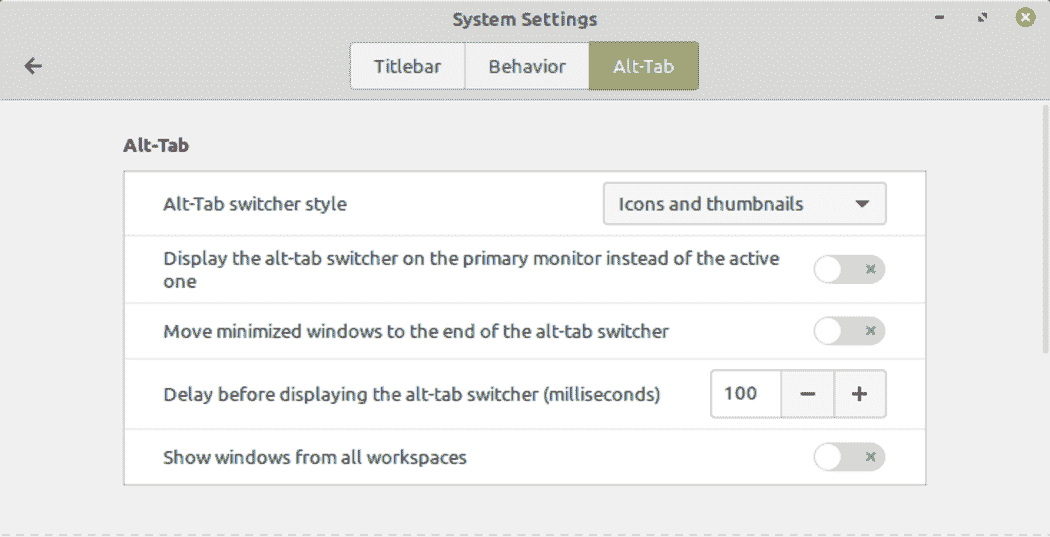 System Settings
Titlebar
Behavior
Alt-Tab
Alt-Tab
Alt-Tab switcher style
Icons and thumbnails
Display the alt-tab switcher on the primary monitor instead of the active
one
Move minimized windows to the end of the alt-tab switcher
Delay before displaying the alt-tab switcher (milliseconds)
100
Show windows from all workspaces